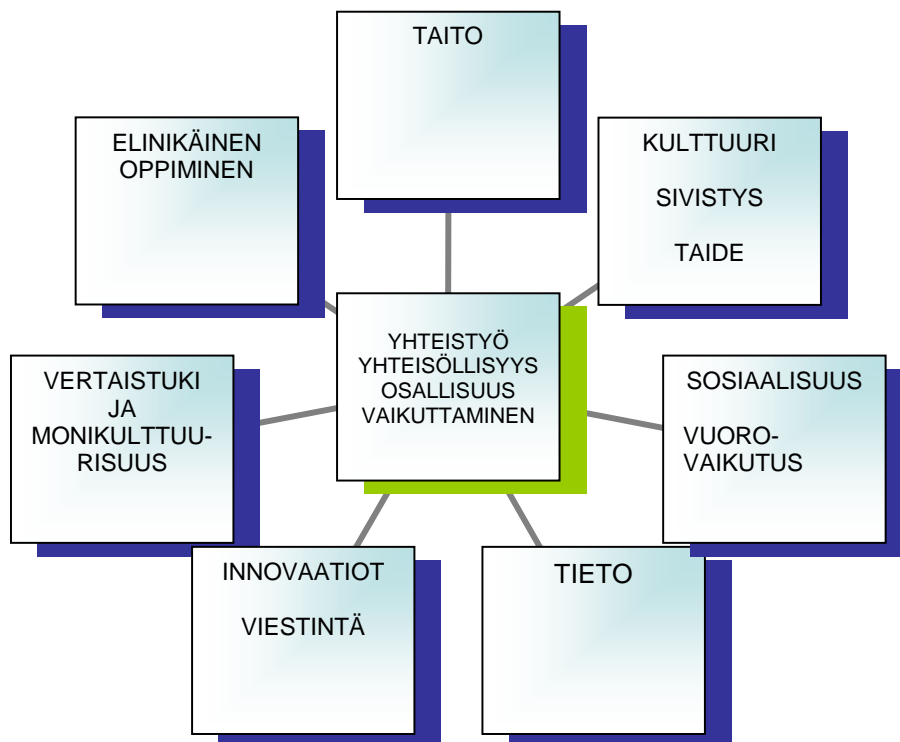 TAITO
ELINIKÄINEN
OPPIMINEN
KULTTUURI
SIVISTYS
TAIDE
YHTEISTYÖ
YHTEISÖLLISYYS
OSALLISUUS
VAIKUTTAMINEN
VERTAISTUKI
JA
MONIKULTTUU-
RISUUS
SOSIAALISUUS
VUORO-
VAIKUTUS
INNOVAATIOT
VIESTINTÄ
TIETO